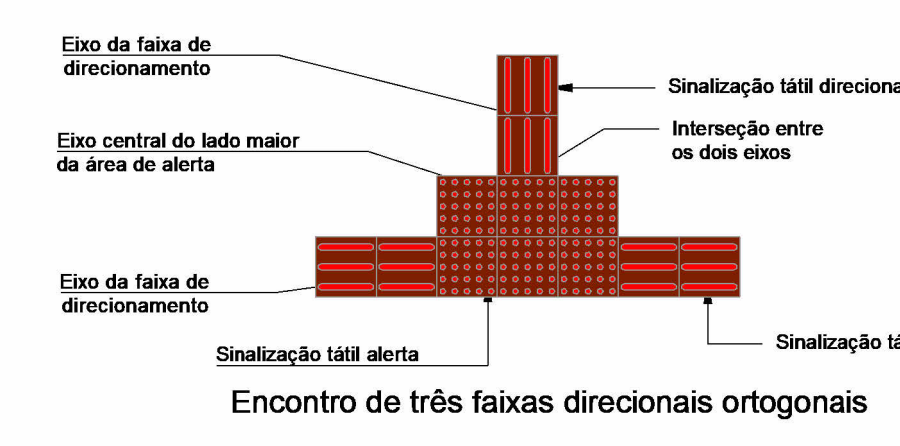 Eixo da faixa de
direcionamento
Sinalização tátil direciona
Eixo central do lado maior
da área de alerta
Interseção entre
os dois eixos
Eixo da faixa de
direcionamento
Sinalização tátil alerta
Sinalização tá
Encontro de três faixas direcionais ortogonais